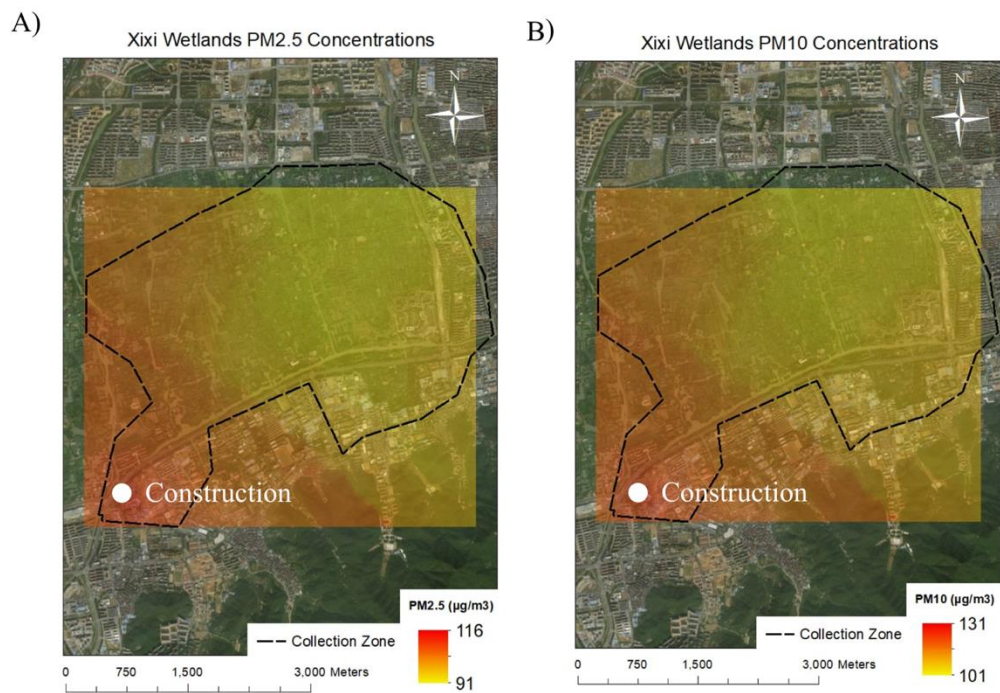 A)
Xixi Wetlands PM2.5 Concentrations
N
Construction
PM2.5 (µg/m3)
116
91
Collection Zone
0 750 1,500 3,000 Meters
B)
Xixi Wetlands PM10 Concentrations
N
Construction
PM10 (µg/m3)
131
101
Collection Zone
0 750 1,500 3,000 Meters